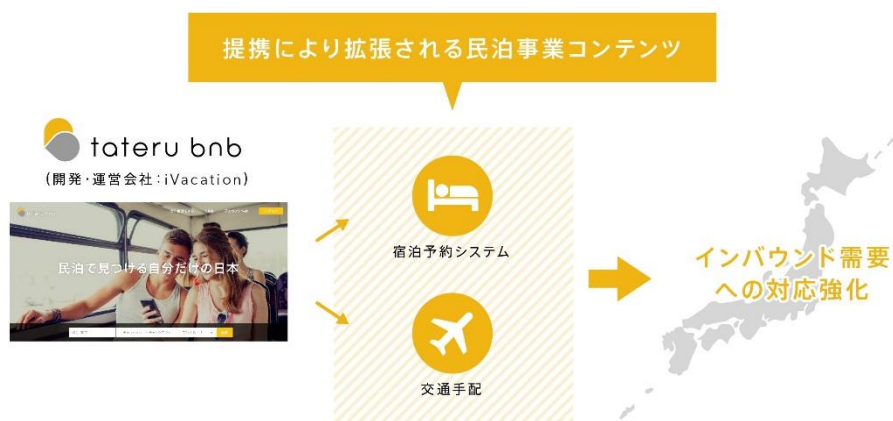 提携により拡張される民泊事業コンテンツ
tateru bnb
(開発・運営会社:iVacation)
民泊で見つける自分だけの日本
宿泊予約システム
交通手配
インバウンド需要
への対応強化